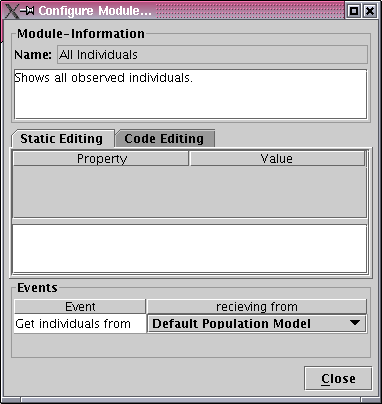 Configure Module...
Module-Information
Name: All Individuals
Shows all observed individuals.
Static Editing Code Editing
Property Value
Events
Event recieving from
Get individuals from Default Population Model
Close